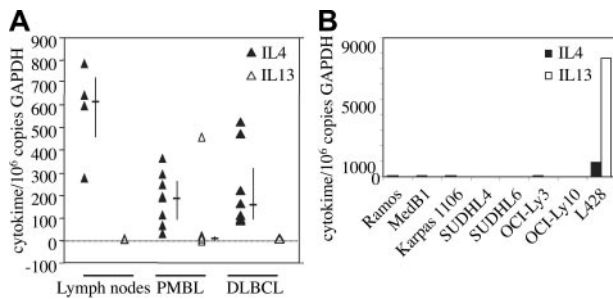 A
B
cytokime/10⁶ copies GAPDH
900
800
700
600
500
400
300
200
100
0
-100
▲ IL4
△ IL13
Lymph nodes PMBL DLBCL
cytokime/10⁶ copies GAPDH
9000
7000
5000
3000
1000
0
■ IL4
□ IL13
Ramos
MedB1
Karpas 1106
SUDHL4
SUDHL6
OCI-Ly3
OCI-Ly10
L428